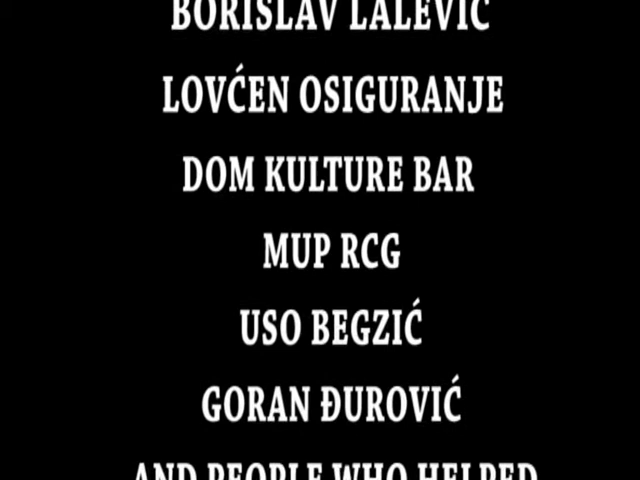 BORISLAV LALEVIĆ
LOVĆEN OSIGURANJE
DOM KULTURE BAR
MUP RCG
USO BEGZIĆ
GORAN ĐUROVIĆ
AND PEOPLE WHO HELPED